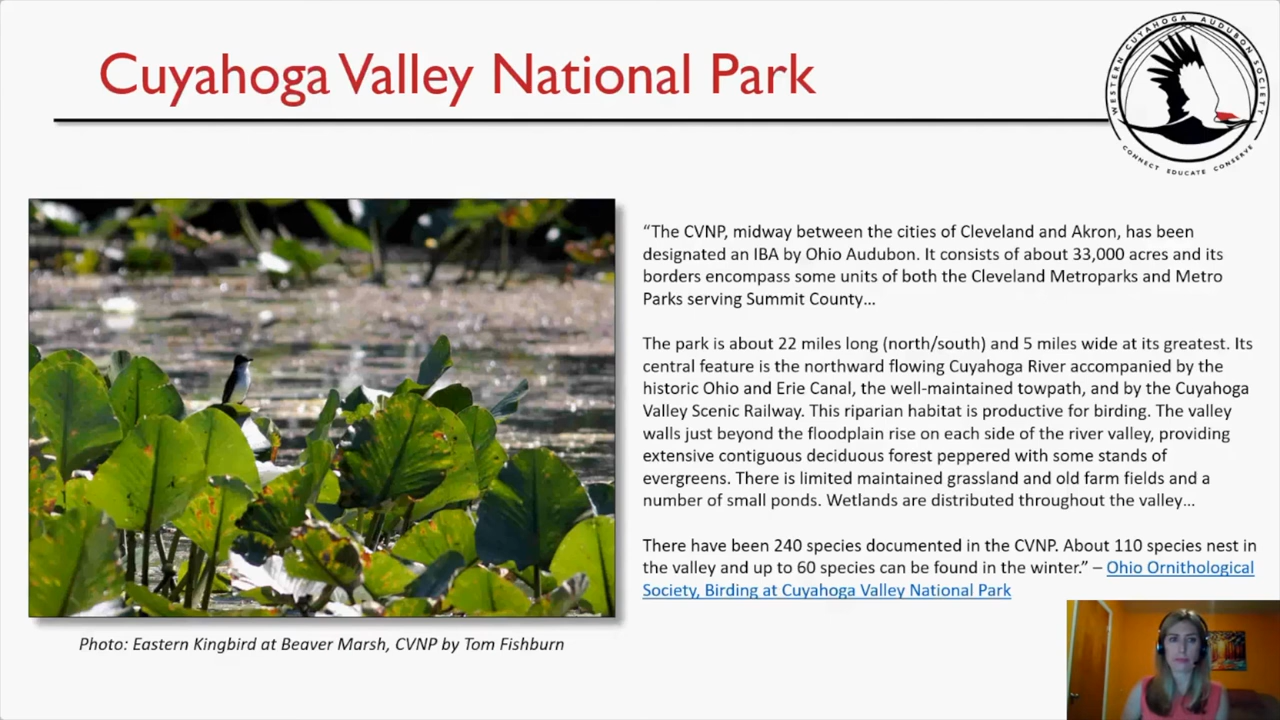 Cuyahoga Valley National Park
WESTERN CUYAHOGA AUDUBON SOCIETY
CONNECT EDUCATE CONSERVE
“The CVNP, midway between the cities of Cleveland and Akron, has been
designated an IBA by Ohio Audubon. It consists of about 33,000 acres and its
borders encompass some units of both the Cleveland Metroparks and Metro
Parks serving Summit County…
The park is about 22 miles long (north/south) and 5 miles wide at its greatest. Its
central feature is the northward flowing Cuyahoga River accompanied by the
historic Ohio and Erie Canal, the well-maintained towpath, and by the Cuyahoga
Valley Scenic Railway. This riparian habitat is productive for birding. The valley
walls just beyond the floodplain rise on each side of the river valley, providing
extensive contiguous deciduous forest peppered with some stands of
evergreens. There is limited maintained grassland and old farm fields and a
number of small ponds. Wetlands are distributed throughout the valley…
There have been 240 species documented in the CVNP. About 110 species nest in
the valley and up to 60 species can be found in the winter.” – Ohio Ornithological
Society, Birding at Cuyahoga Valley National Park
Photo: Eastern Kingbird at Beaver Marsh, CVNP by Tom Fishburn